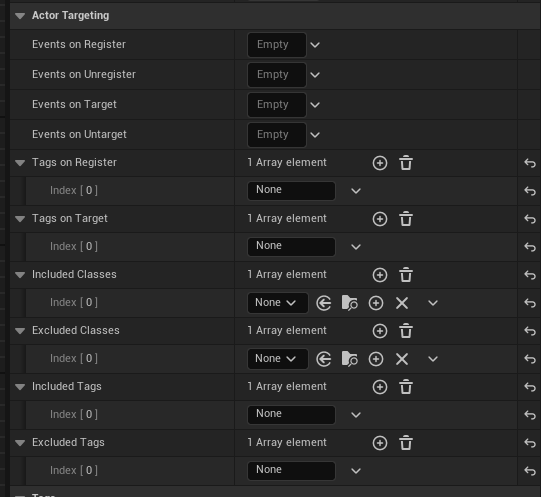 Actor Targeting
Events on Register Empty
Events on Unregister Empty
Events on Target Empty
Events on Untarget Empty
Tags on Register 1 Array element
Index [ 0 ] None
Tags on Target 1 Array element
Index [ 0 ] None
Included Classes 1 Array element
Index [ 0 ] None
Excluded Classes 1 Array element
Index [ 0 ] None
Included Tags 1 Array element
Index [ 0 ] None
Excluded Tags 1 Array element
Index [ 0 ] None